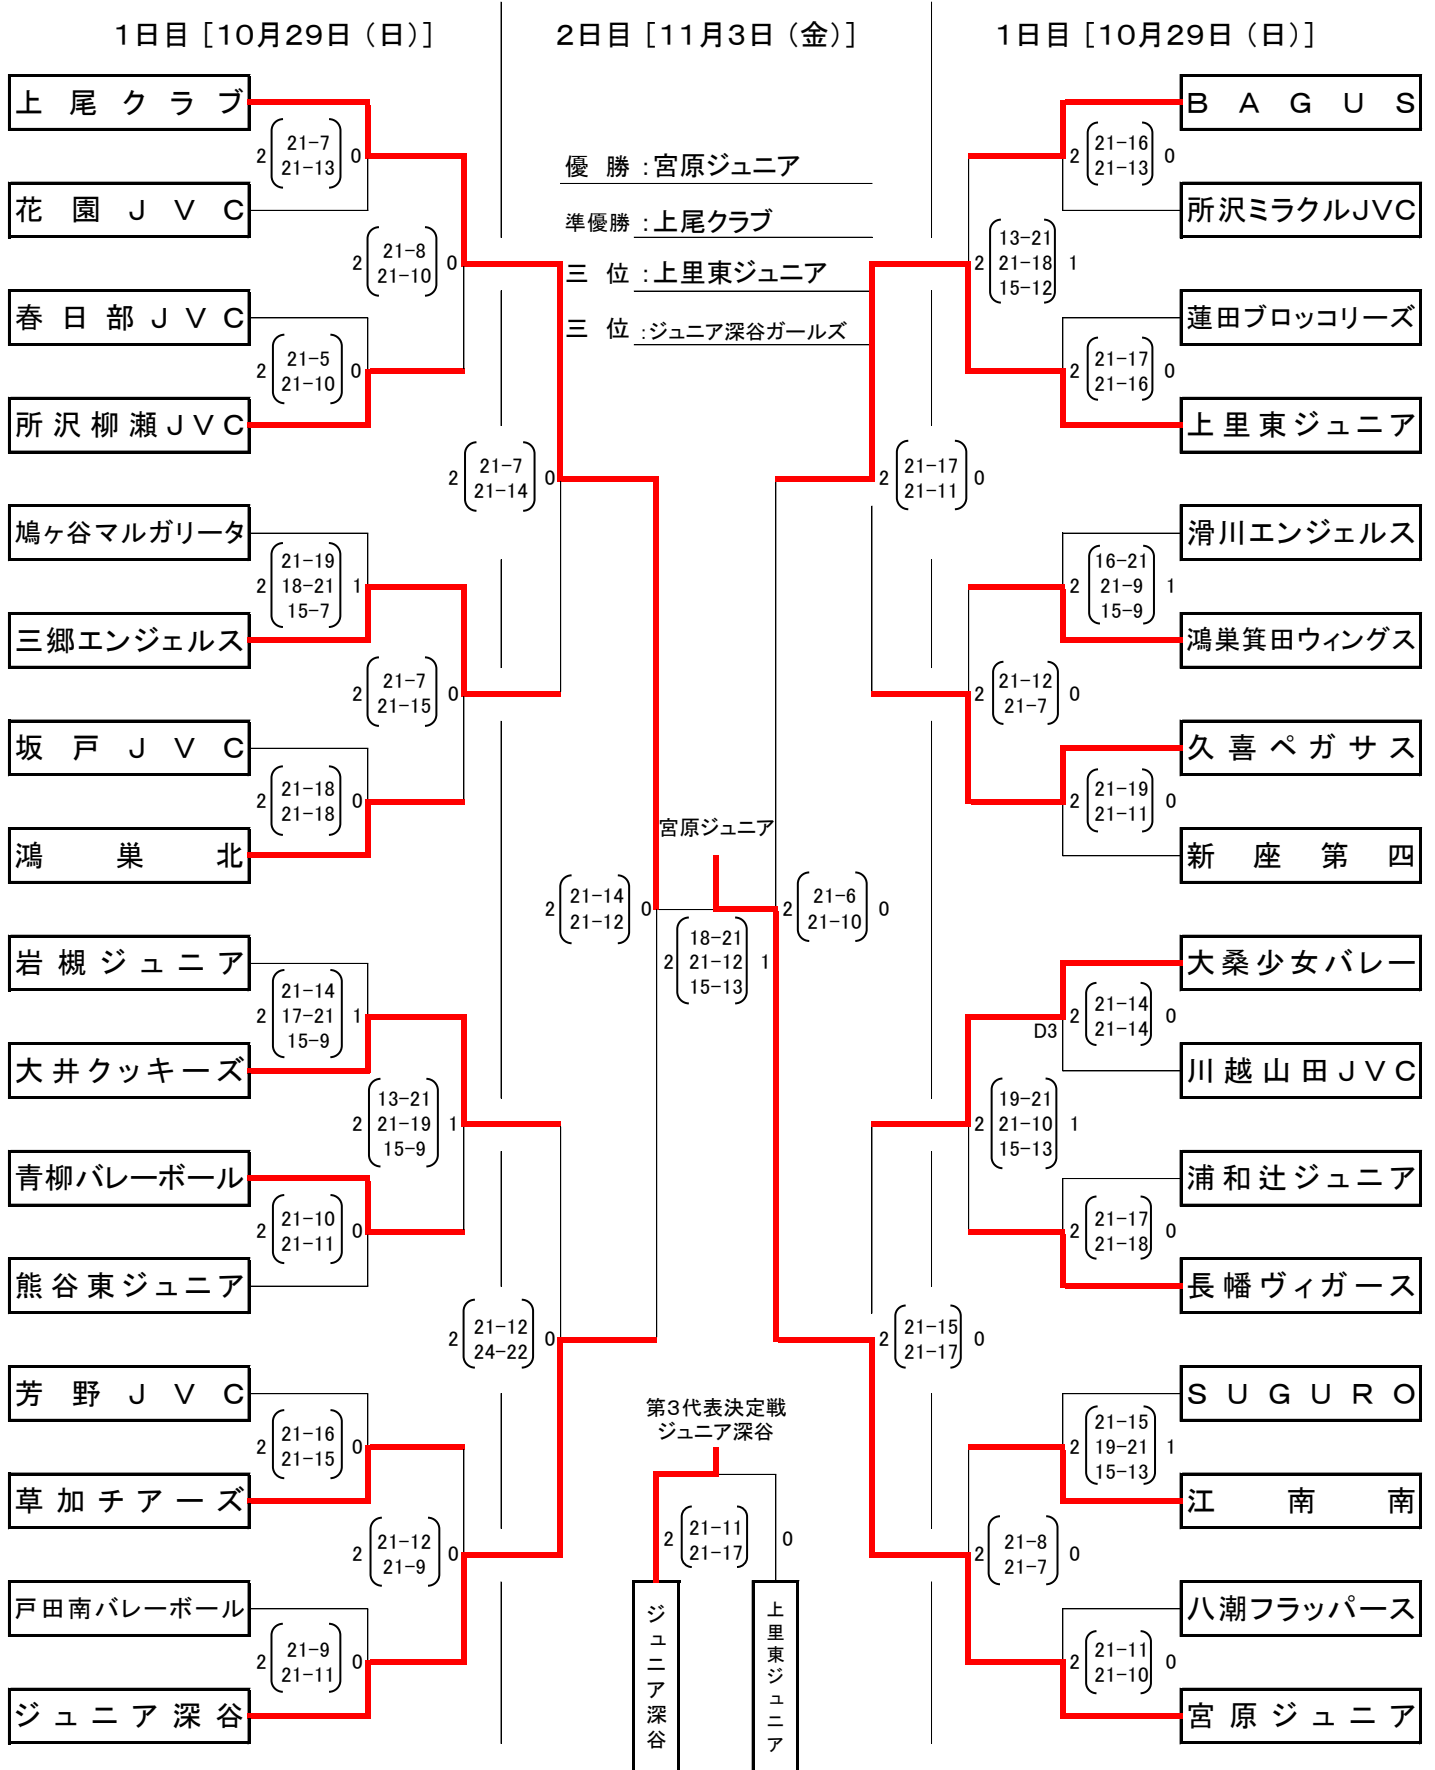 1日目［10月29日（日）］
2日目［11月3日（金）］
1日目［10月29日（日）］
優勝：宮原ジュニア
準優勝：上尾クラブ
三位：上里東ジュニア
三位：ジュニア深谷ガールズ
上尾クラブ
2 21-7 0
21-13
花園JVC
2 21-8 0
21-10
春日部JVC
2 21-5 0
21-10
所沢柳瀬JVC
2 21-7 0
21-14
鳩ヶ谷マルガリータ
21-19
2 18-21 1
15-7
三郷エンジェルス
2 21-7 0
21-15
坂戸JVC
2 21-18 0
21-18
鴻巣北
2 21-14 0
21-12
岩槻ジュニア
21-14
2 17-21 1
15-9
大井クッキーズ
13-21
2 21-19 1
15-9
青柳バレーボール
2 21-10 0
21-11
熊谷東ジュニア
2 21-12 0
24-22
芳野JVC
2 21-16 0
21-15
草加チアーズ
2 21-12 0
21-9
戸田南バレーボール
2 21-9 0
21-11
ジュニア深谷
宮原ジュニア
18-21
2 21-12 1
15-13
第3代表決定戦
ジュニア深谷
2 21-11 0
21-17
ジュニア深谷
上里東ジュニア
BAGUS
2 21-16 0
21-13
所沢ミラクルJVC
13-21
2 21-18 1
15-12
蓮田ブロッコリーズ
2 21-17 0
21-16
上里東ジュニア
2 21-17 0
21-11
滑川エンジェルス
16-21
2 21-9 1
15-9
鴻巣箕田ウィングス
2 21-12 0
21-7
久喜ペガサス
2 21-19 0
21-11
新座第四
2 21-6 0
21-10
大桑少女バレー
2 21-14 0
21-14
D3
川越山田JVC
19-21
2 21-10 1
15-13
浦和辻ジュニア
2 21-17 0
21-18
長幡ヴィガース
2 21-15 0
21-17
SUGURO
21-15
2 19-21 1
15-13
江南南
2 21-8 0
21-7
八潮フラッパース
2 21-11 0
21-10
宮原ジュニア